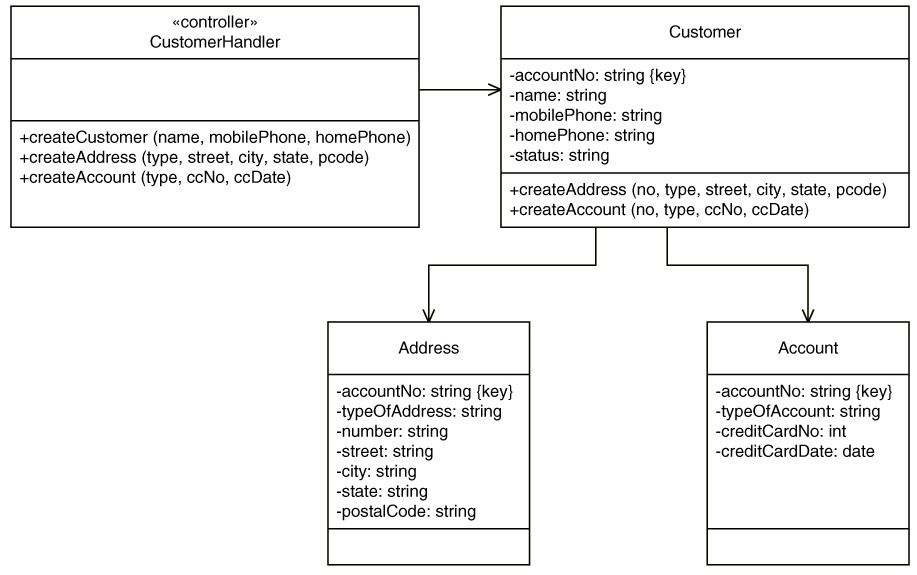 «controller»
CustomerHandler
+createCustomer (name, mobilePhone, homePhone)
+createAddress (type, street, city, state, pcode)
+createAccount (type, ccNo, ccDate)
Customer
-accountNo: string {key}
-name: string
-mobilePhone: string
-homePhone: string
-status: string
+createAddress (no, type, street, city, state, pcode)
+createAccount (no, type, ccNo, ccDate)
Address
-accountNo: string {key}
-typeOfAddress: string
-number: string
-street: string
-city: string
-state: string
-postalCode: string
Account
-accountNo: string {key}
-typeOfAccount: string
-creditCardNo: int
-creditCardDate: date